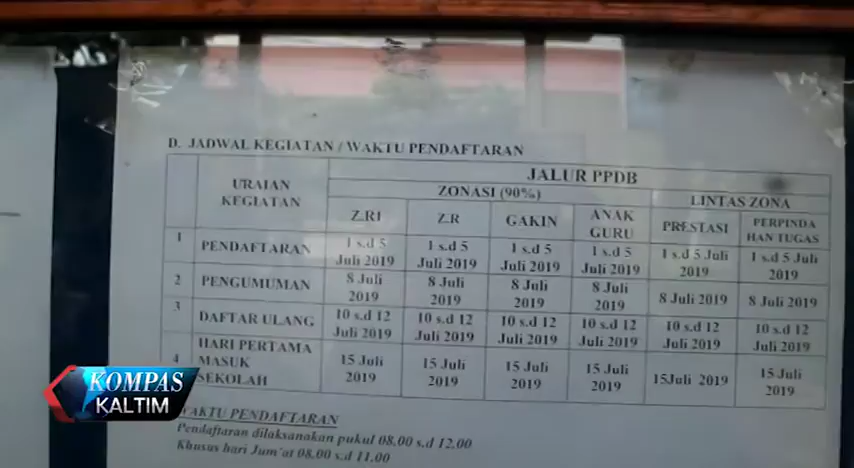 D. JADWAL KEGIATAN / WAKTU PENDAFTARAN
URAIAN KEGIATAN
JALUR PPDB
ZONASI (90%)
LINTAS ZONA
Z.RI
Z.R
GAKIN
ANAK GURU
PRESTASI
PERPINDA HAN TUGAS
1 PENDAFTARAN 1 s.d 5 Juli 2019 1 s.d 5 Juli 2019 1 s.d 5 Juli 2019 1 s.d 5 Juli 2019 1 s.d 5 Juli 2019 1 s.d 5 Juli 2019
2 PENGUMUMAN 8 Juli 2019 8 Juli 2019 8 Juli 2019 8 Juli 2019 8 Juli 2019 8 Juli 2019
3 DAFTAR ULANG 10 s.d 12 Juli 2019 10 s.d 12 Juli 2019 10 s.d 12 Juli 2019 10 s.d 12 Juli 2019 10 s.d 12 Juli 2019 10 s.d 12 Juli 2019
4 HARI PERTAMA MASUK SEKOLAH 15 Juli 2019 15 Juli 2019 15 Juli 2019 15 Juli 2019 15Juli 2019 15 Juli 2019
WAKTU PENDAFTARAN
Pendaftaran dilaksanakan pukul 08.00 s.d 12.00
Khusus hari Jum'at 08.00 s.d 11.00
KOMPAS
KALTIM